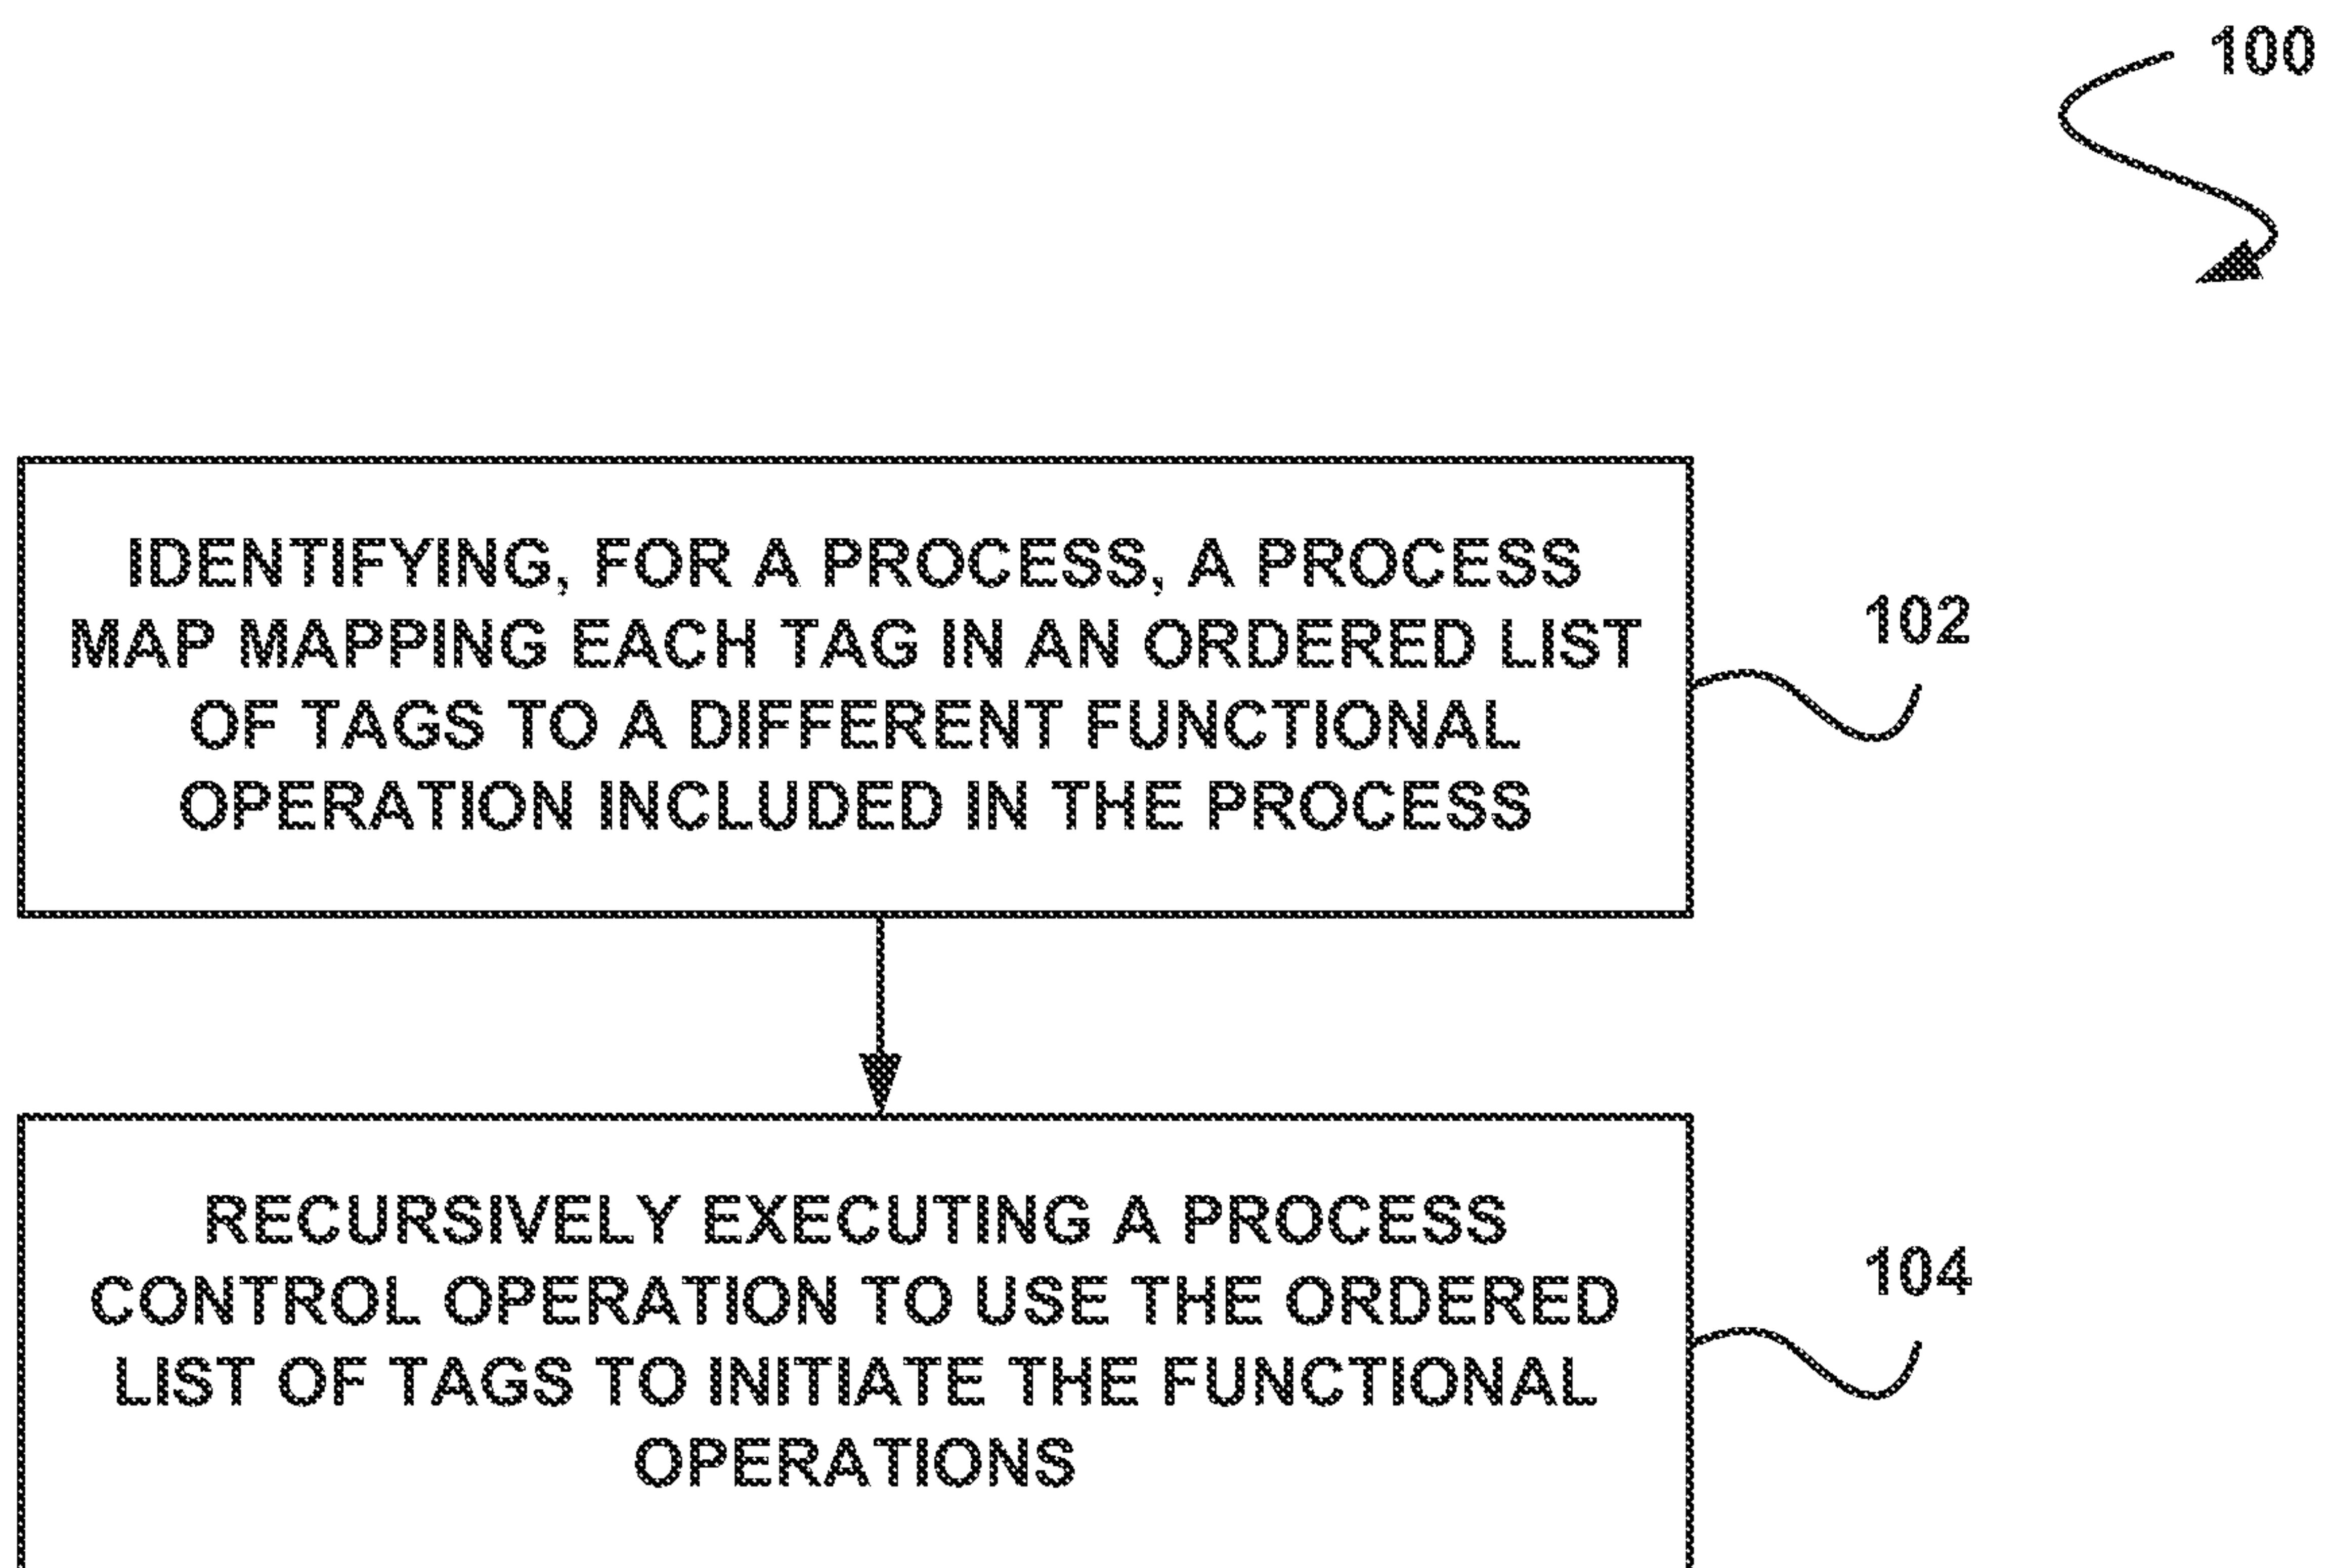 100
IDENTIFYING, FOR A PROCESS, A PROCESS
MAP MAPPING EACH TAG IN AN ORDERED LIST
OF TAGS TO A DIFFERENT FUNCTIONAL
OPERATION INCLUDED IN THE PROCESS
102
RECURSIVELY EXECUTING A PROCESS
CONTROL OPERATION TO USE THE ORDERED
LIST OF TAGS TO INITIATE THE FUNCTIONAL
OPERATIONS
104